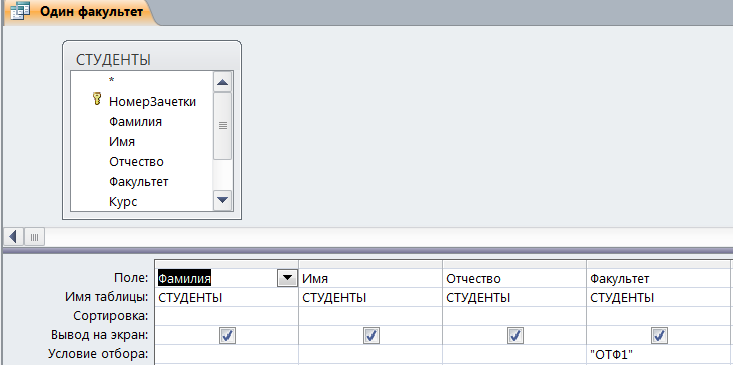 Один факультет
СТУДЕНТЫ
*
НомерЗачетки
Фамилия
Имя
Отчество
Факультет
Курс
Поле: Фамилия Имя Отчество Факультет
Имя таблицы: СТУДЕНТЫ СТУДЕНТЫ СТУДЕНТЫ СТУДЕНТЫ
Сортировка:
Вывод на экран:
Условие отбора: "ОТФ1"